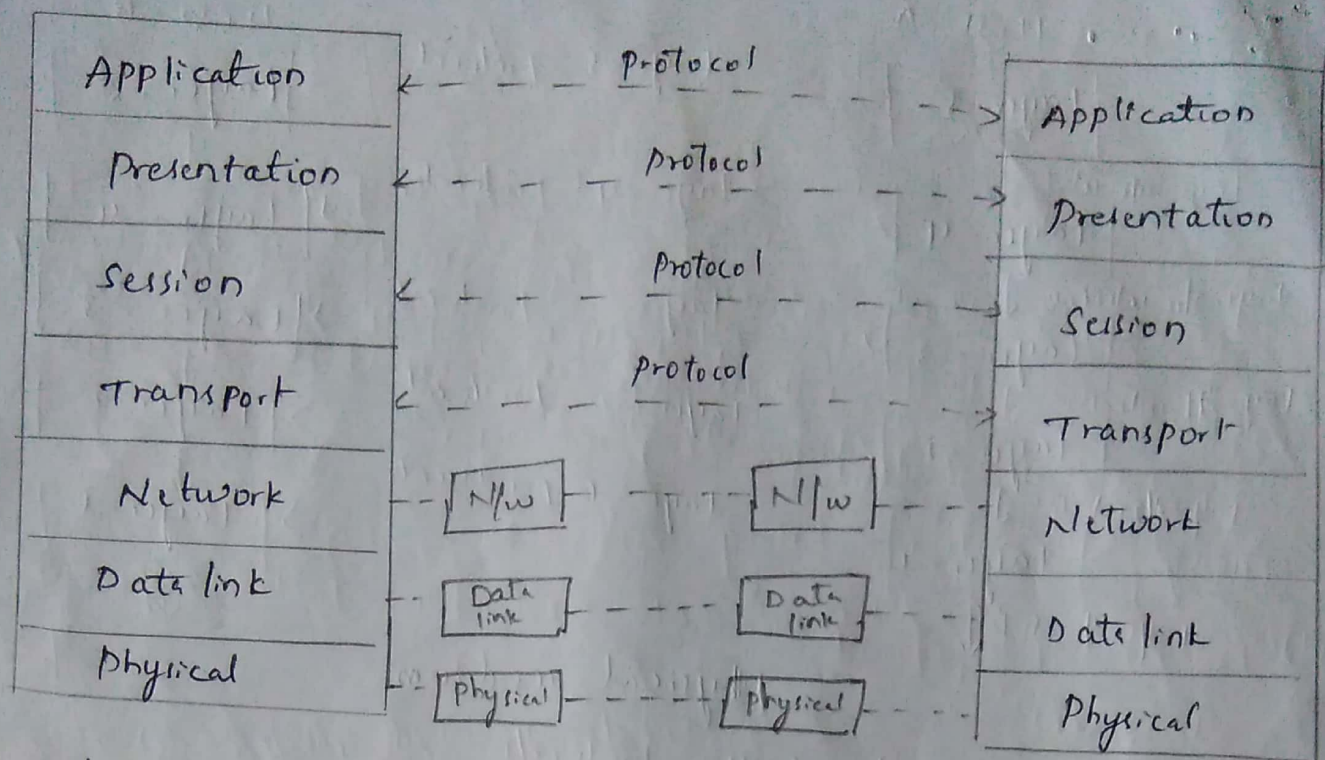 Application
Protocol
Application
Presentation
Protocol
Presentation
Session
Protocol
Session
Transport
Protocol
Transport
Network
N/w
N/w
Network
Data link
Data
link
Data
link
Data link
Physical
Physical
Physical
Physical